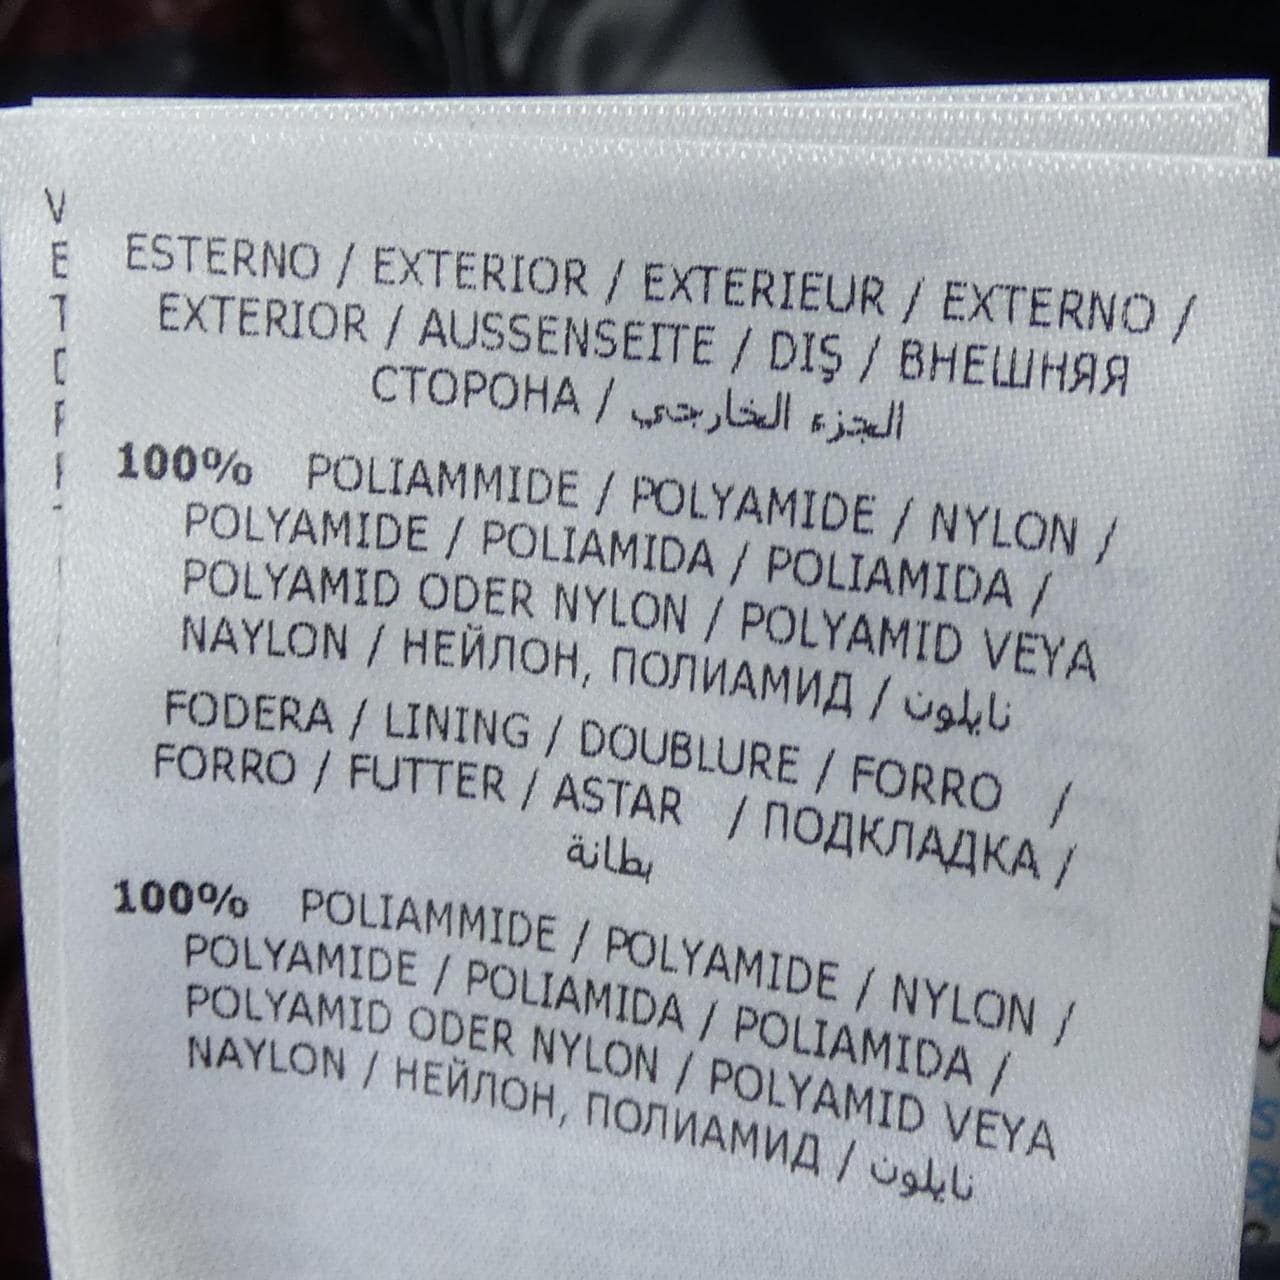 ESTERNO / EXTERIOR / EXTERIEUR / EXTERNO /
EXTERIOR / AUSSENSEITE / DIŞ / ВНЕШНЯЯ
СТОРОНА / الجزء الخارجي
100% POLIAMMIDE / POLYAMIDE / NYLON /
POLYAMIDE / POLIAMIDA / POLIAMIDA /
POLYAMID ODER NYLON / POLYAMID VEYA
NAYLON / НЕЙЛОН, ПОЛИАМИД / نايلون
FODERA / LINING / DOUBLURE / FORRO /
FORRO / FUTTER / ASTAR / ПОДКЛАДКА /
بطانة
100% POLIAMMIDE / POLYAMIDE / NYLON /
POLYAMIDE / POLIAMIDA / POLIAMIDA /
POLYAMID ODER NYLON / POLYAMID VEYA
NAYLON / НЕЙЛОН, ПОЛИАМИД / نايلون